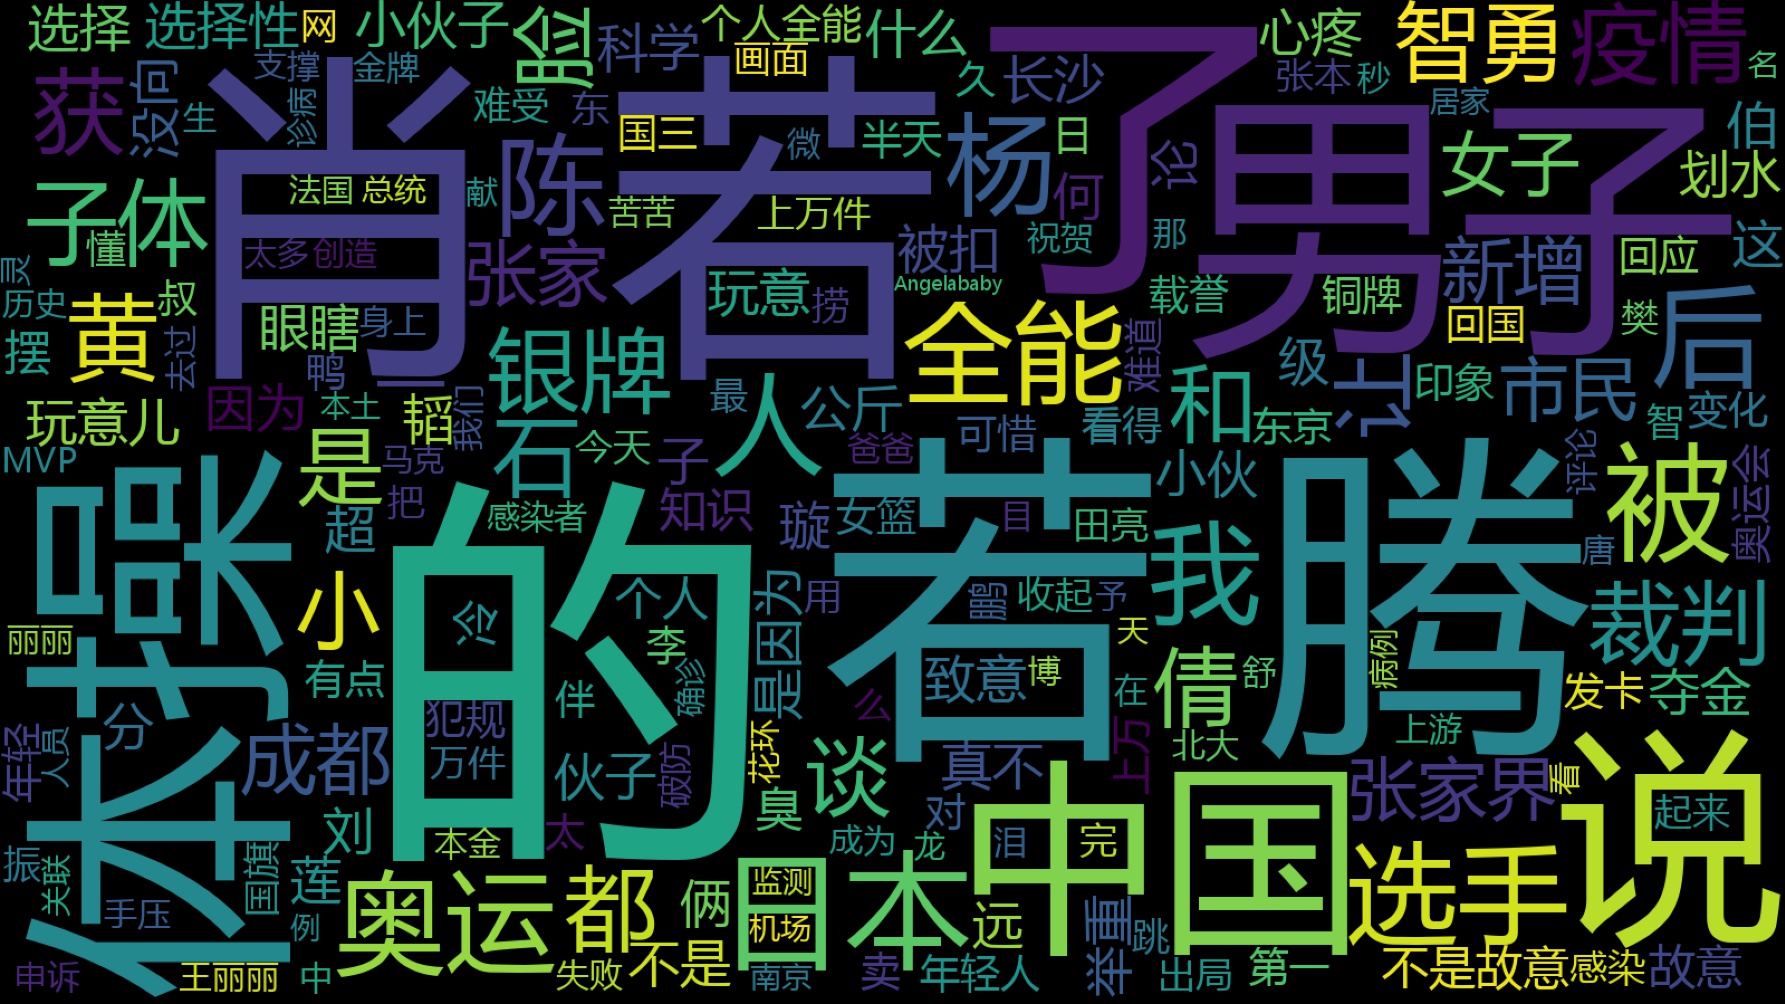 选择
选择性
网
小伙子
脸
个人全能
什么
心疼
智勇
疫情
支撑
金牌
科学
画面
久
长沙
张本
秒
名
获
没向
诊病
生
肖若
难受
东
国三
微
半天
杨
日
了
男子
居家
伯
论
女子
划水
子体
懂
法国
总统
献
陈
苦苦
上万件
何
太多
创造
张家
被扣
祝贺
那
新增
回应
这
灵
历史
叔
黄
眼瞎
身上
玩意
捞
Angelababy
载誉
铜牌
回国
樊
后
摆
去过
鸭
一
银牌
全能
难道
级
让
印象
市民
智
变化
玩意儿
因为
本土
韬
我们
最
公斤
人
可惜
看得
和
东京
MVP
是
马克
石
今天
子
爸爸
小伙
评论
被
奥运会
体操
把
超
感染者
知识
璇
女篮
目
田亮
唐
的
若
腾
我
小
冷
个人
是因为
用
鹏
收起
予
天
裁判
丽丽
李
有点
伴
确诊
致意
博
在
倩
舒
病例
发卡
夺金
年轻
人员
分
成都
犯规
万件
伙子
破防
花环
么
谈
真不
上万
北大
上游
张家界
看
说
起来
刘
本金
太
臭
对
成为
龙
泪
完
中国
振
关联
国旗
莲
奥运
都
俩
日本
监测
机场
远
选手
手压
例
举重
跳
申诉
王丽丽
中
失败
不是
南京
卖
年轻人
出局
第一
不是故意
感染
故意